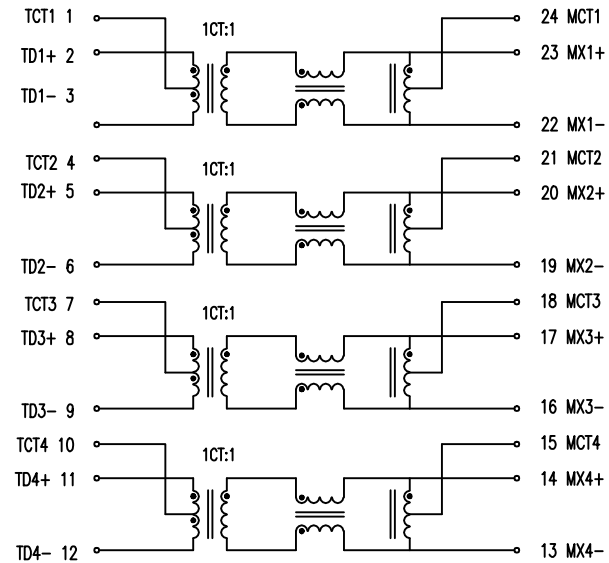 TCT1 1
1CT:1
24 MCT1
TD1+ 2
23 MX1+
TD1- 3
22 MX1-
TCT2 4
1CT:1
21 MCT2
TD2+ 5
20 MX2+
TD2- 6
19 MX2-
TCT3 7
1CT:1
18 MCT3
TD3+ 8
17 MX3+
TD3- 9
16 MX3-
TCT4 10
1CT:1
15 MCT4
TD4+ 11
14 MX4+
TD4- 12
13 MX4-